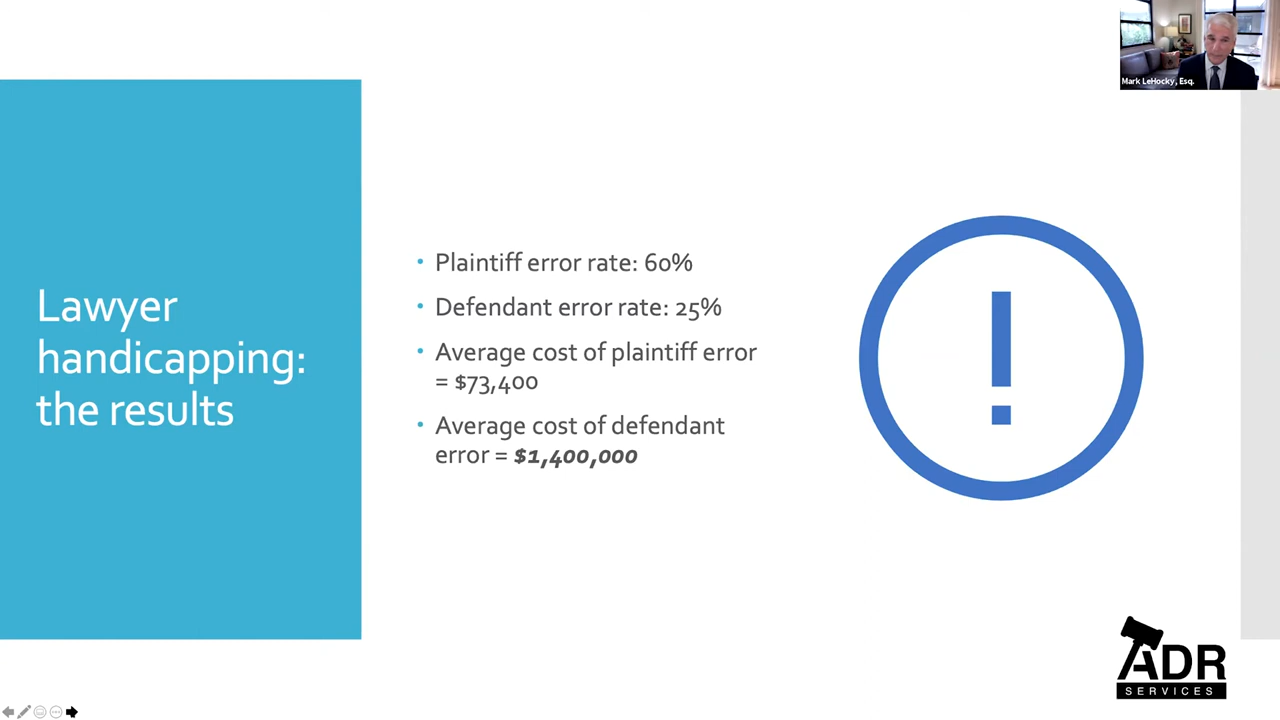 Mark LeHocky, Esq.
Lawyer
handicapping:
the results
• Plaintiff error rate: 60%
• Defendant error rate: 25%
• Average cost of plaintiff error
= $73,400
• Average cost of defendant
error = $1,400,000
!
ADR
SERVICES